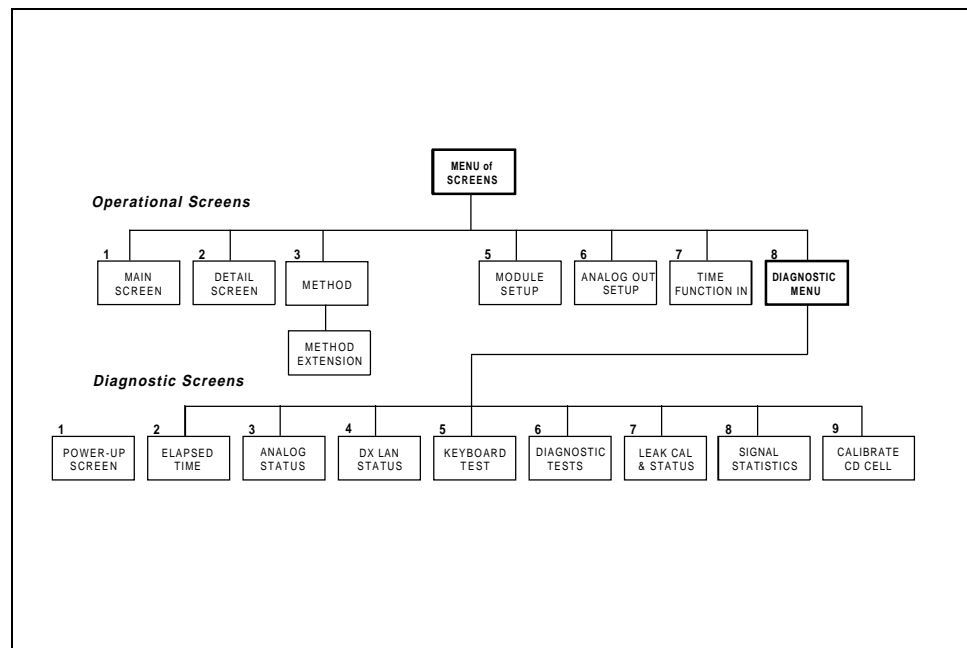 MENU of
SCREENS
Operational Screens
1
MAIN
SCREEN
2
DETAIL
SCREEN
3
METHOD
METHOD
EXTENSION
5
MODULE
SETUP
6
ANALOG OUT
SETUP
7
TIME
FUNCTION IN
8
DIAGNOSTIC
MENU
Diagnostic Screens
1
POWER-UP
SCREEN
2
ELAPSED
TIME
3
ANALOG
STATUS
4
DX LAN
STATUS
5
KEYBOARD
TEST
6
DIAGNOSTIC
TESTS
7
LEAK CAL
& STATUS
8
SIGNAL
STATISTICS
9
CALIBRATE
CD CELL